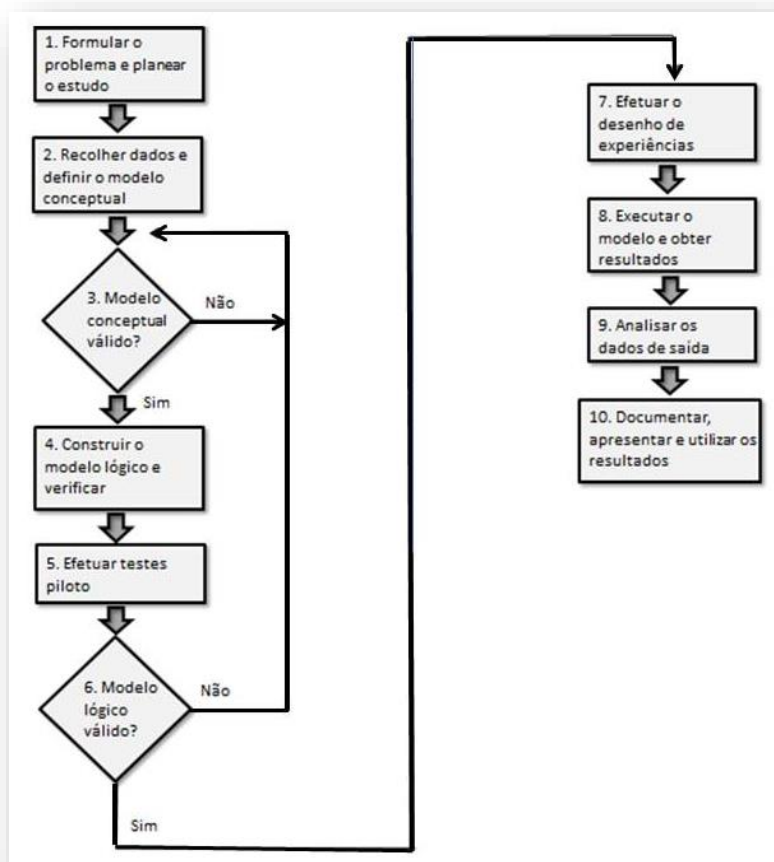 1. Formular o
problema e planear
o estudo
2. Recolher dados e
definir o modelo
conceptual
3. Modelo
conceptual
válido?
Não
Sim
4. Construir o
modelo lógico e
verificar
5. Efetuar testes
piloto
6. Modelo
lógico
válido?
Não
Sim
7. Efetuar o
desenho de
experiências
8. Executar o
modelo e obter
resultados
9. Analisar os
dados de saída
10. Documentar,
apresentar e utilizar os
resultados